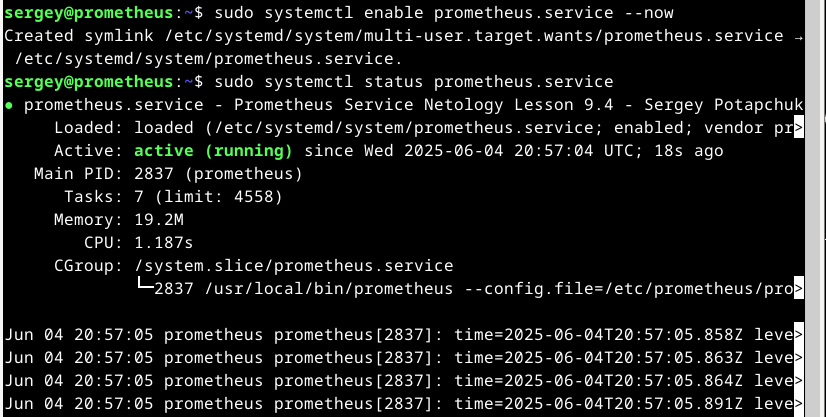 sergey@prometheus:~$ sudo systemctl enable prometheus.service --now
Created symlink /etc/systemd/system/multi-user.target.wants/prometheus.service →
 /etc/systemd/system/prometheus.service.
sergey@prometheus:~$ sudo systemctl status prometheus.service
● prometheus.service - Prometheus Service Netology Lesson 9.4 - Sergey Potapchuk
     Loaded: loaded (/etc/systemd/system/prometheus.service; enabled; vendor pr>
     Active: active (running) since Wed 2025-06-04 20:57:04 UTC; 18s ago
   Main PID: 2837 (prometheus)
      Tasks: 7 (limit: 4558)
     Memory: 19.2M
        CPU: 1.187s
     CGroup: /system.slice/prometheus.service
             └─2837 /usr/local/bin/prometheus --config.file=/etc/prometheus/pro>
Jun 04 20:57:05 prometheus prometheus[2837]: time=2025-06-04T20:57:05.858Z leve>
Jun 04 20:57:05 prometheus prometheus[2837]: time=2025-06-04T20:57:05.863Z leve>
Jun 04 20:57:05 prometheus prometheus[2837]: time=2025-06-04T20:57:05.864Z leve>
Jun 04 20:57:05 prometheus prometheus[2837]: time=2025-06-04T20:57:05.891Z leve>